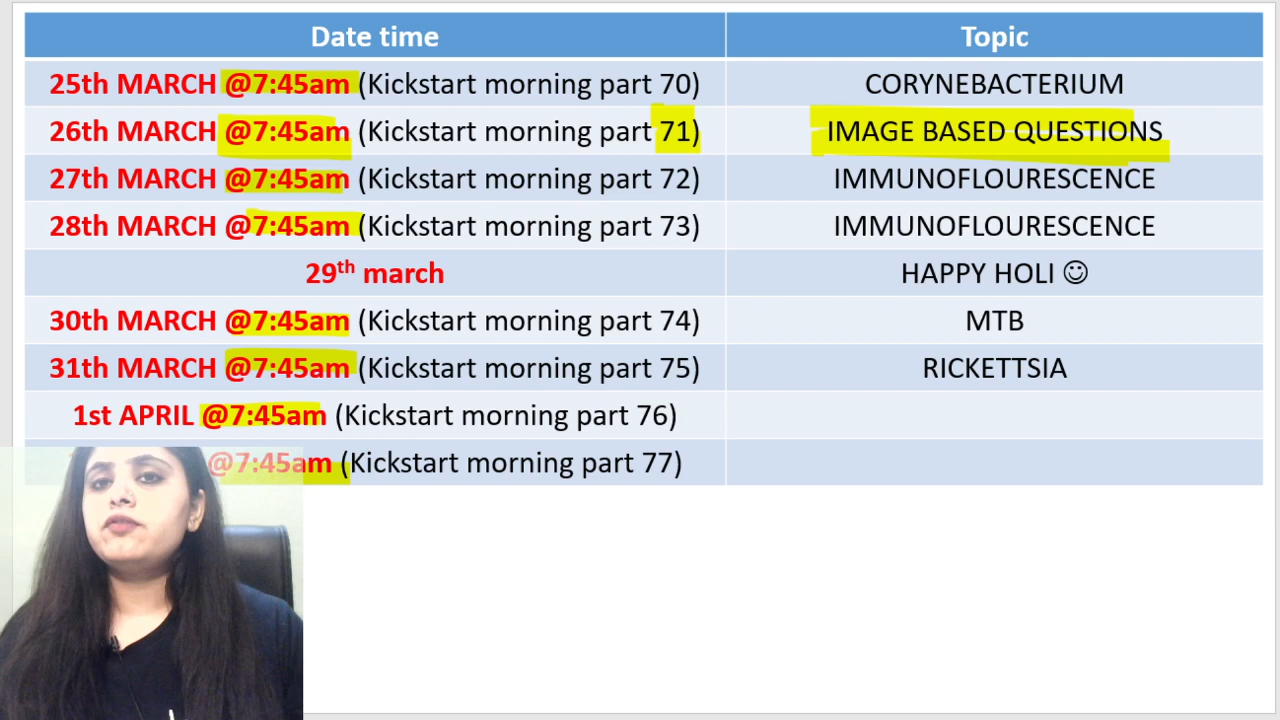 Date time Topic
25th MARCH @7:45am (Kickstart morning part 70) CORYNEBACTERIUM
26th MARCH @7:45am (Kickstart morning part 71) IMAGE BASED QUESTIONS
27th MARCH @7:45am (Kickstart morning part 72) IMMUNOFLOURESCENCE
28th MARCH @7:45am (Kickstart morning part 73) IMMUNOFLOURESCENCE
29th march HAPPY HOLI ☺
30th MARCH @7:45am (Kickstart morning part 74) MTB
31th MARCH @7:45am (Kickstart morning part 75) RICKETTSIA
1st APRIL @7:45am (Kickstart morning part 76)
@7:45am (Kickstart morning part 77)